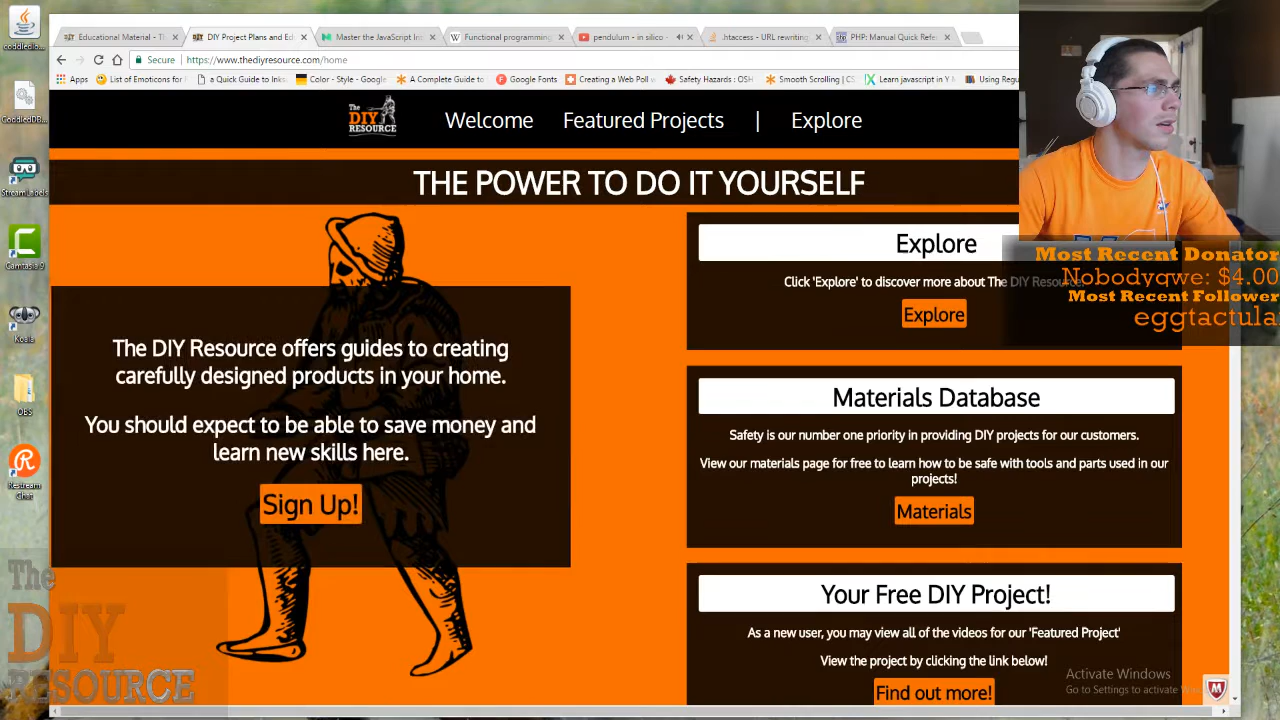 Educational Material - Th
DIY Project Plans and Ed
Master the JavaScript Int
Functional programming
pendulum - in silico -
.htaccess - URL rewriting
PHP: Manual Quick Refe
Secure
https://www.thediyresource.com/home
Apps
List of Emoticons for
a Quick Guide to Inks
Color - Style - Google
A Complete Guide to
Google Fonts
Creating a Web Poll w
Safety Hazards : OSH
Smooth Scrolling | CS
Learn javascript in Y M
Using Regu
The DIY RESOURCE
Welcome
Featured Projects
|
Explore
THE POWER TO DO IT YOURSELF
The DIY Resource offers guides to creating
carefully designed products in your home.
You should expect to be able to save money and
learn new skills here.
Sign Up!
Explore
Click 'Explore' to discover more about The DIY Resource.
Explore
Materials Database
Safety is our number one priority in providing DIY projects for our customers.
View our materials page for free to learn how to be safe with tools and parts used in our
projects!
Materials
Your Free DIY Project!
As a new user, you may view all of the videos for our 'Featured Project'
View the project by clicking the link below!
Find out more!
Most Recent Donator
Nobodyqwe: $4.00
Most Recent Follower
eggtactula
Activate Windows
Go to Settings to activate
CoddledDB...
StreamLabels
Camtasia 9
Koala
OBS
Restream
Chat
The
DIY
RESOURCE